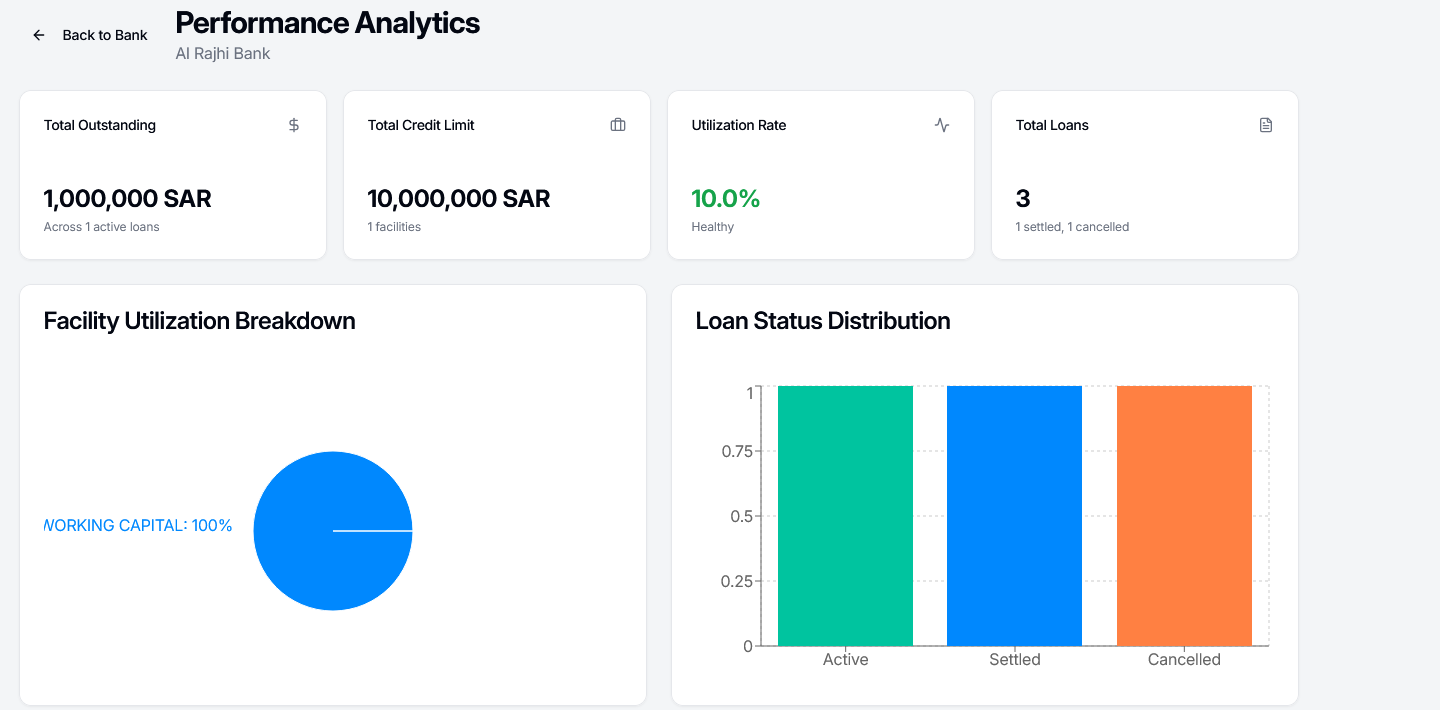 Back to Bank
Performance Analytics
Al Rajhi Bank
Total Outstanding
1,000,000 SAR
Across 1 active loans
Total Credit Limit
10,000,000 SAR
1 facilities
Utilization Rate
10.0%
Healthy
Total Loans
3
1 settled, 1 cancelled
Facility Utilization Breakdown
WORKING CAPITAL: 100%
Loan Status Distribution
1
0.75
0.5
0.25
0
Active
Settled
Cancelled